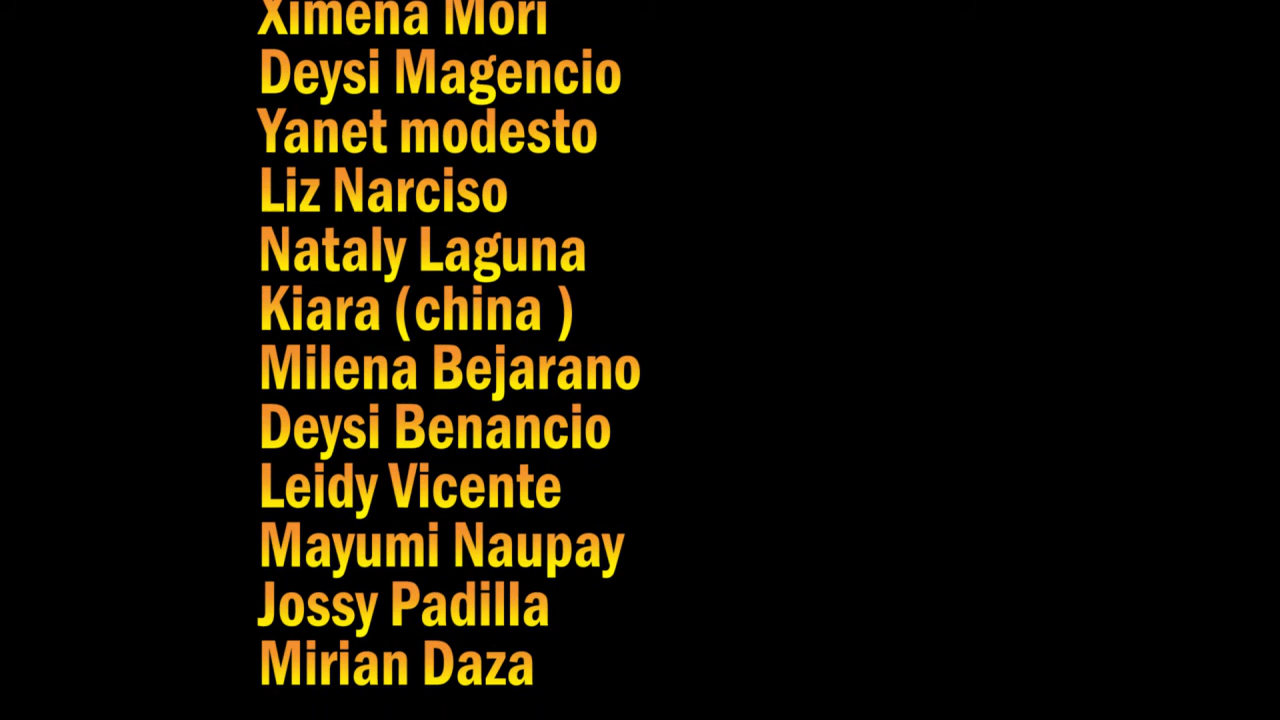 Ximena Mori
Deysi Magencio
Yanet modesto
Liz Narciso
Nataly Laguna
Kiara (china )
Milena Bejarano
Deysi Benancio
Leidy Vicente
Mayumi Naupay
Jossy Padilla
Mirian Daza